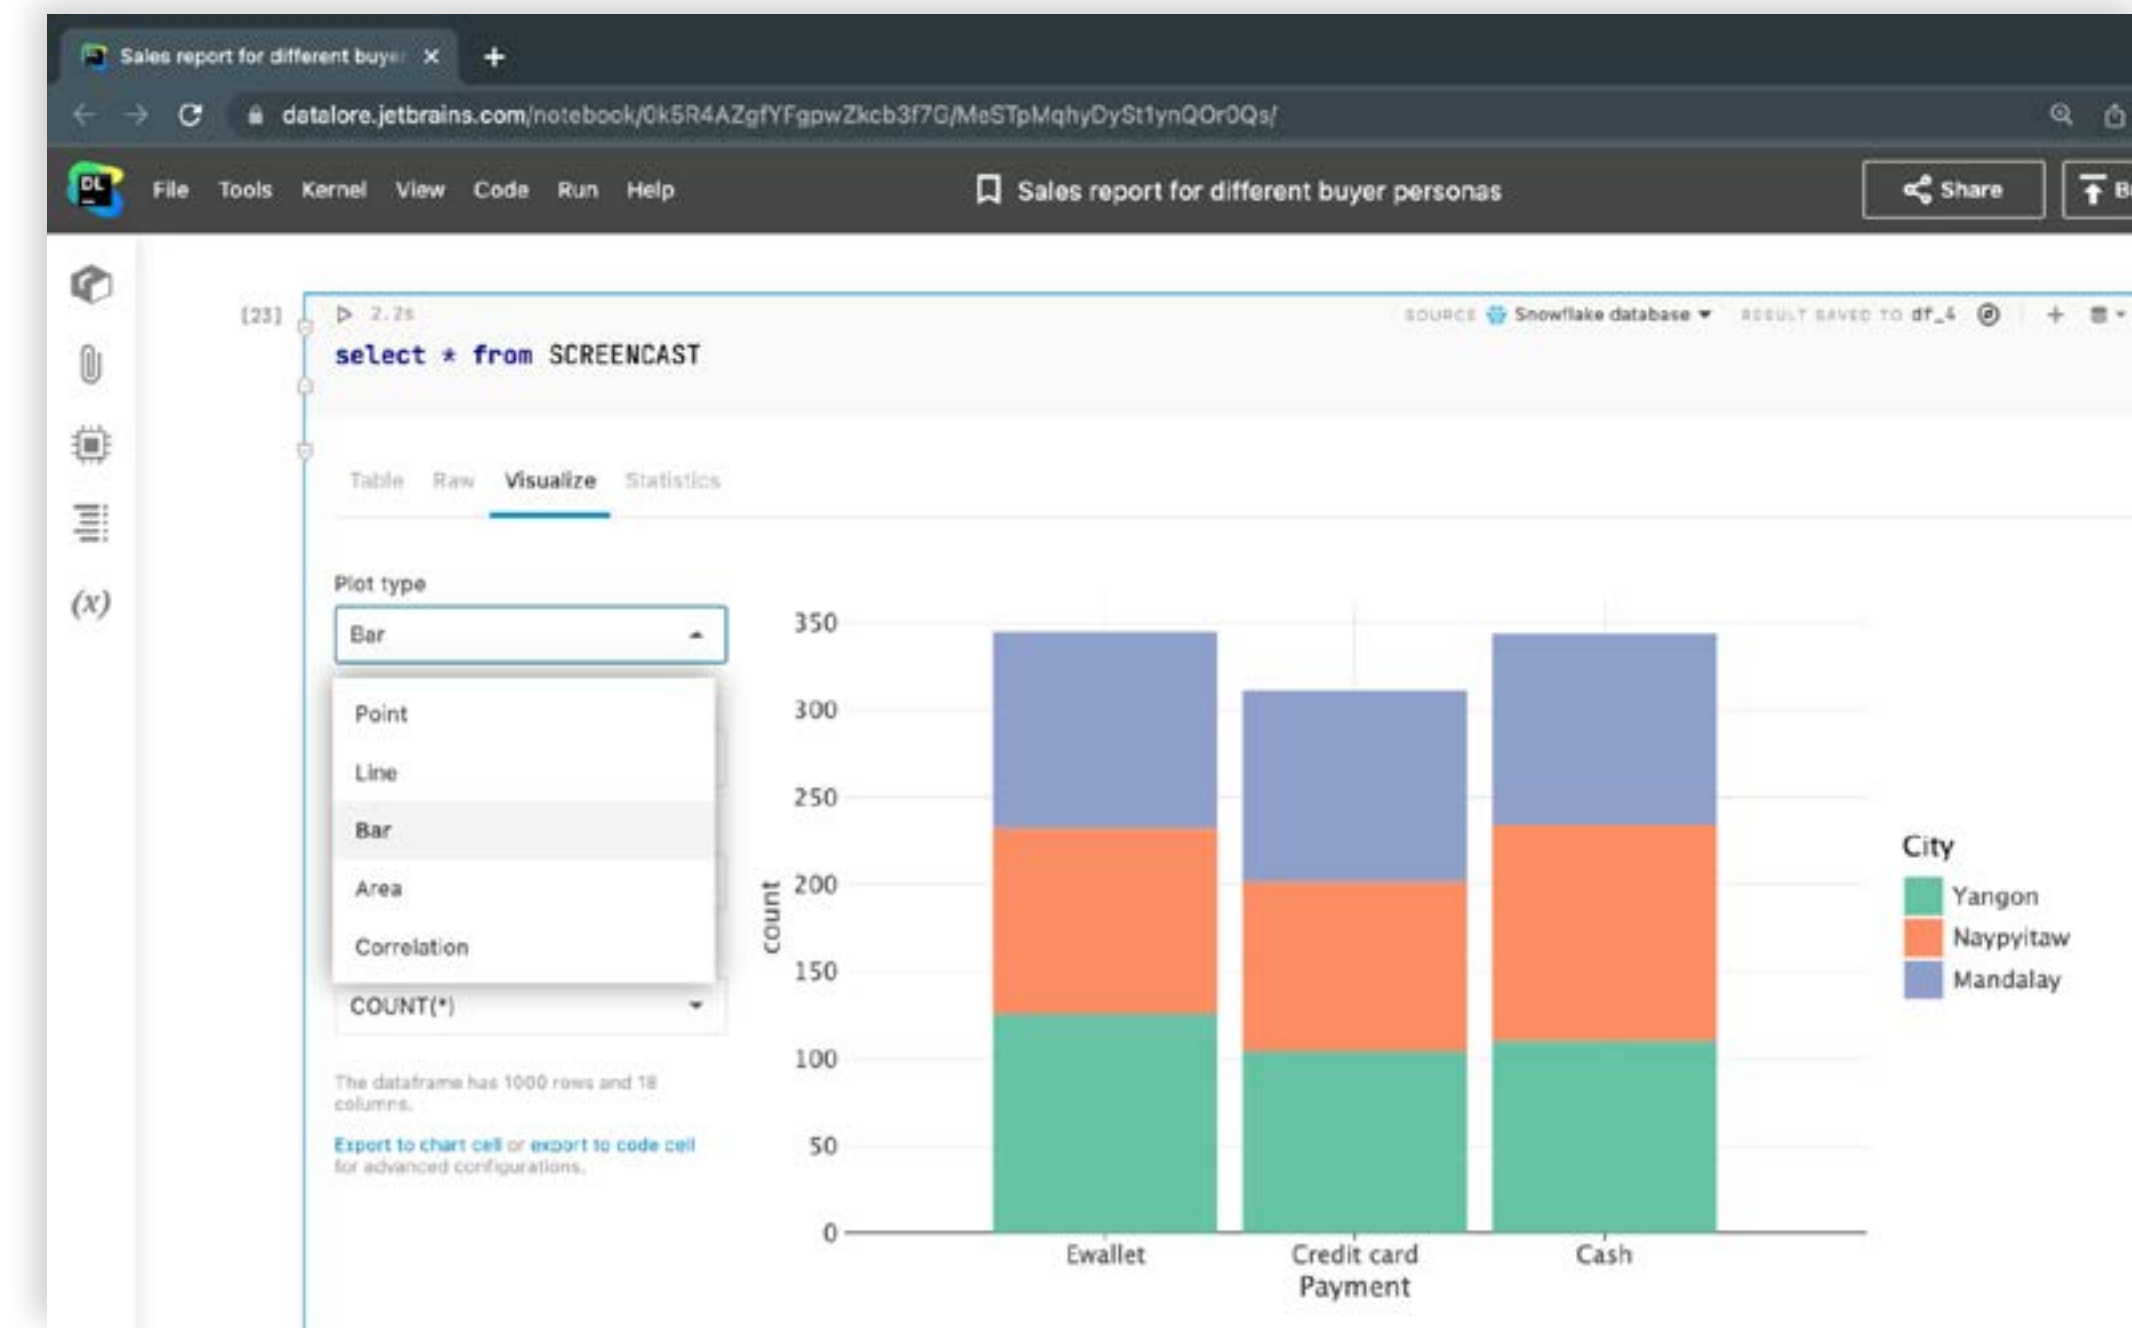 Sales report for different buyer
datalore.jetbrains.com/notebook/0k5R4AZgfYFgpwZkcb3f7G/MeSTpMqhyDySt1ynQOr0Qs/
DL File Tools Kernel View Code Run Help
Sales report for different buyer personas
Share
[23]
2.2s
SOURCE Snowflake database RESULT SAVED TO df_4
select * from SCREENCAST
(x)
Table Raw Visualize Statistics
Plot type
Bar
Point
Line
Bar
Area
Correlation
COUNT(*)
The dataframe has 1000 rows and 18
columns.
Export to chart cell or export to code cell
for advanced configurations.
350
300
250
200
150
100
50
0
count
Ewallet Credit card Cash
Payment
City
Yangon
Naypyitaw
Mandalay